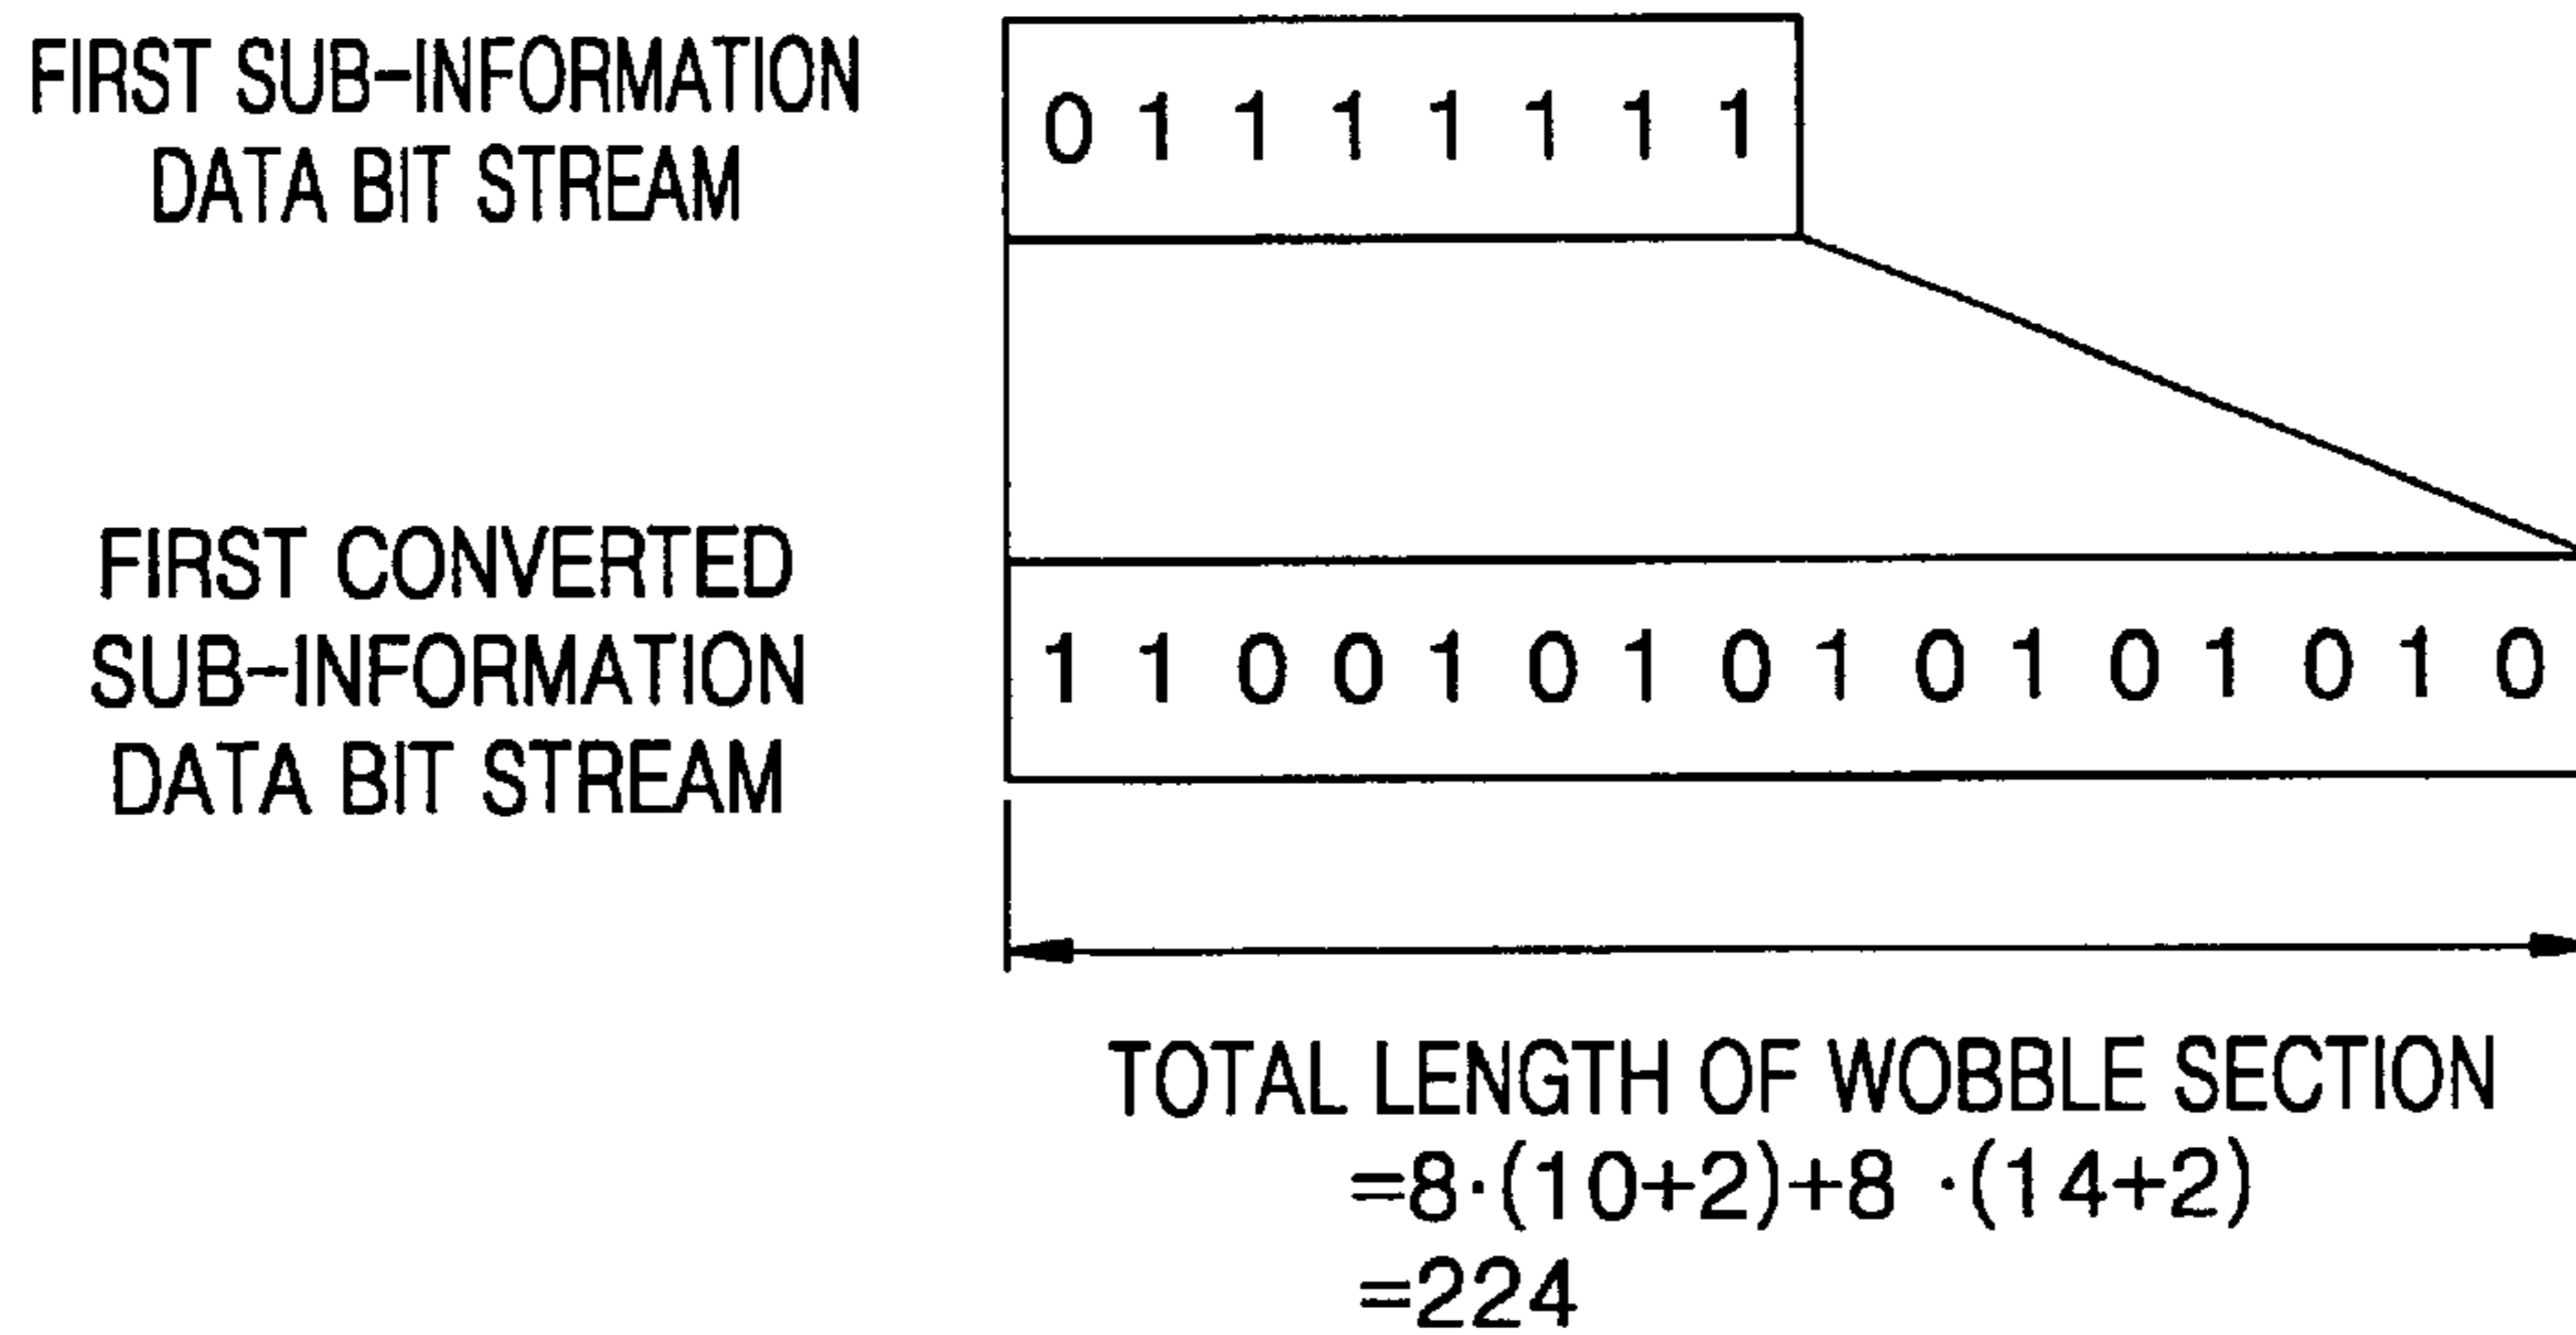 FIRST SUB-INFORMATION
DATA BIT STREAM
0 1 1 1 1 1 1 1
FIRST CONVERTED
SUB-INFORMATION
DATA BIT STREAM
1 1 0 0 1 0 1 0 1 0 1 0 1 0 1 0
TOTAL LENGTH OF WOBBLE SECTION
=8·(10+2)+8 ·(14+2)
=224